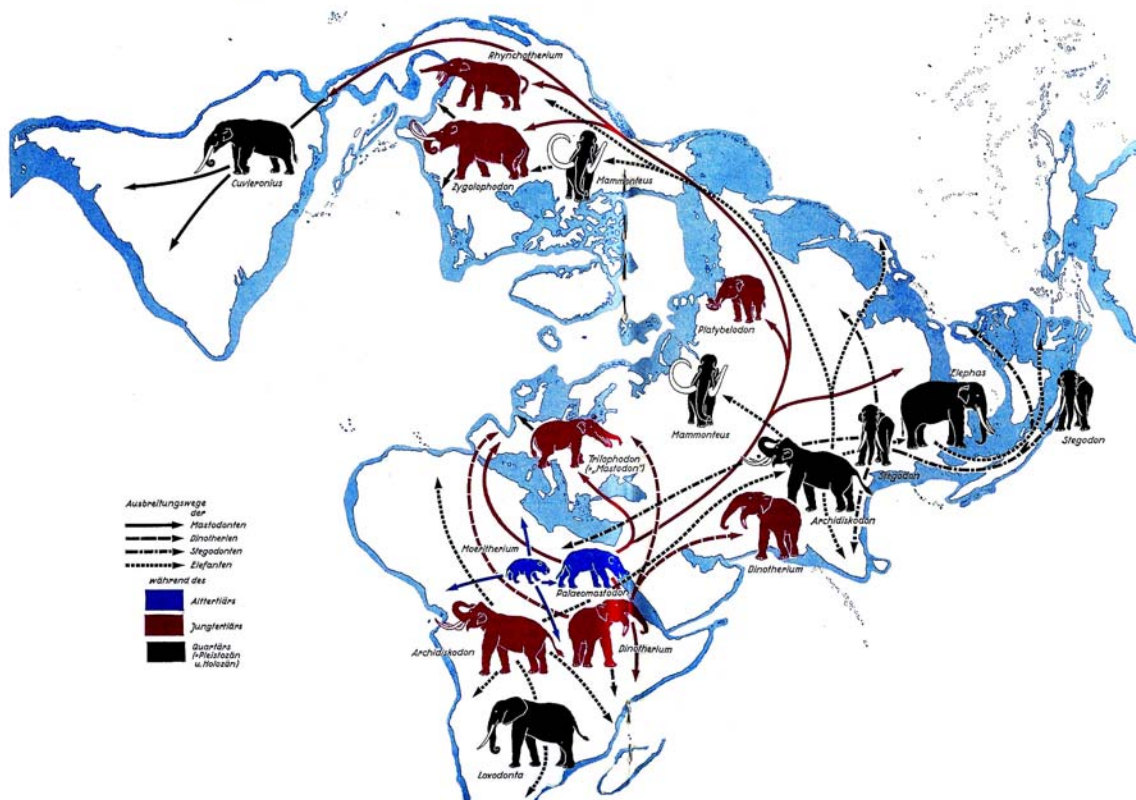 Rhynchotherium
Cuvieronius
Zygolophodon
Mammonteus
Platybelodon
Mammonteus
Elephas
Stegodon
Stegodon
Trilophodon
(="Mastodon")
Archidiskodon
Dinotherium
Moeritherium
Palaeomastodon
Archidiskodon
Dinotherium
Loxodonta
Ausbreitungswege
der
Mastodonten
Dinotherien
Stegodonten
Elefanten
während des
Alttertiärs
Jungtertiärs
Quartärs
(=Pleistozän
u. Holozän)